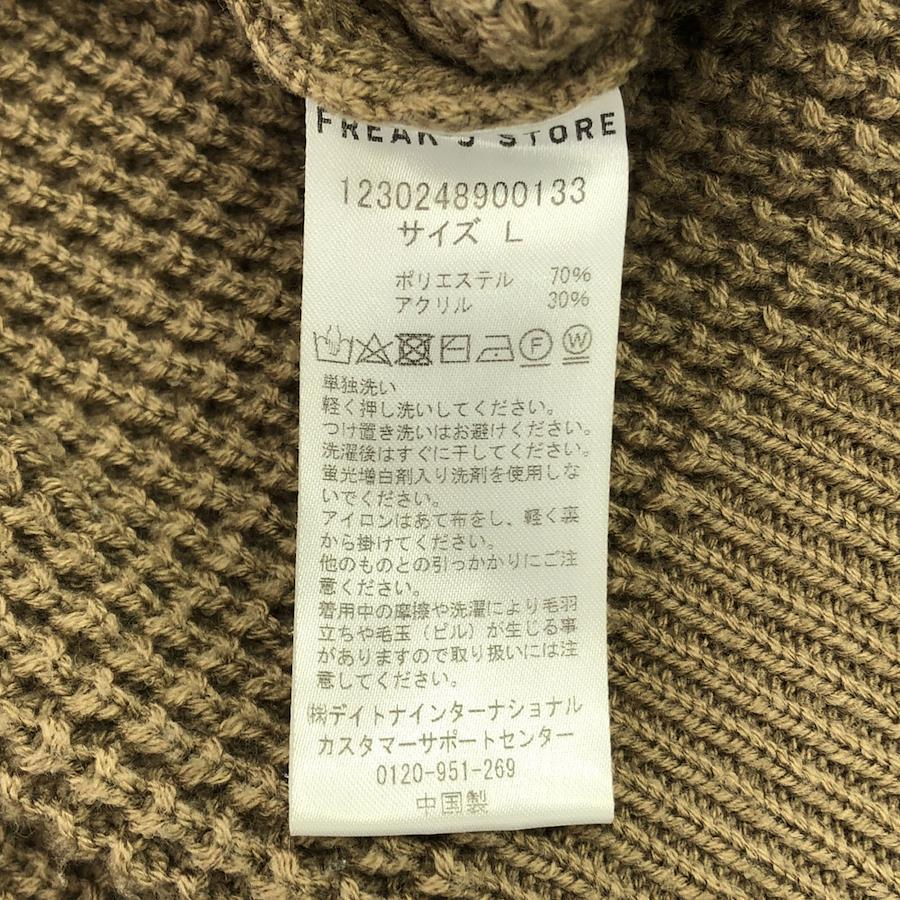 FREAK'S STORE
1230248900133
サイズ L
ポリエステル 70%
アクリル 30%
F W
単独洗い
軽く押し洗いしてください。
つけ置き洗いはお避けください。
洗濯後はすぐに干してください。
蛍光増白剤入り洗剤を使用しな
いでください。
アイロンはあて布をし、軽く裏
から掛けてください。
他のものとの引っかかりにご注
意ください。
着用中の摩擦や洗濯により毛羽
立ちや毛玉(ピル)が生じる事
がありますので取り扱いには注
意してください。
㈱デイトナインターナショナル
カスタマーサポートセンター
0120-951-269
中国製